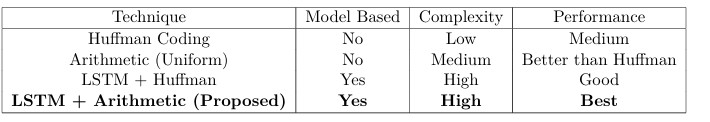 Technique Model Based Complexity Performance
Huffman Coding No Low Medium
Arithmetic (Uniform) No Medium Better than Huffman
LSTM + Huffman Yes High Good
LSTM + Arithmetic (Proposed) Yes High Best